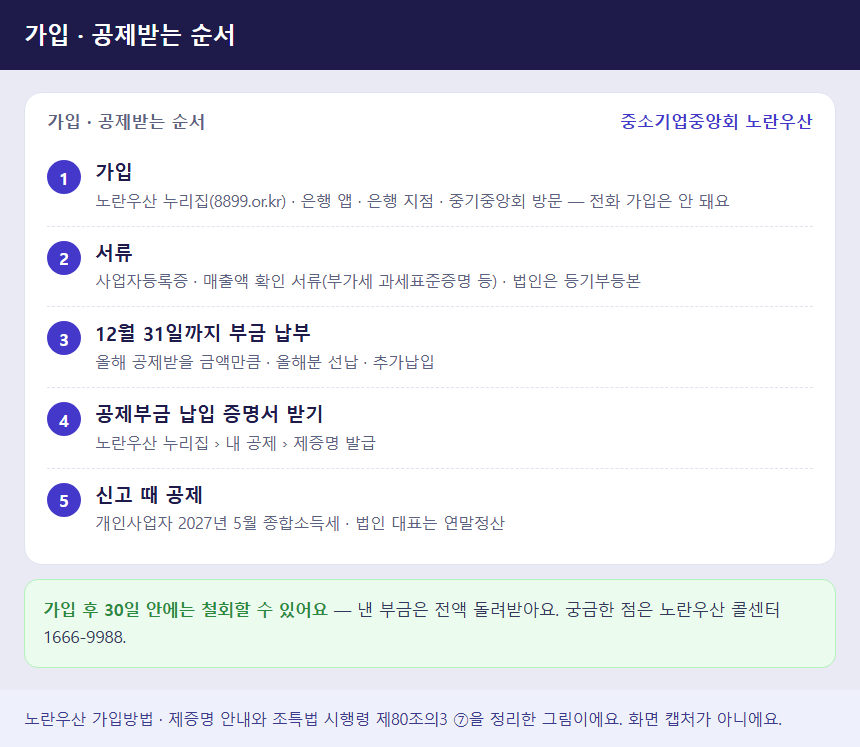 가입 · 공제받는 순서
가입 · 공제받는 순서
중소기업중앙회 노란우산
1
가입
노란우산 누리집(8899.or.kr) · 은행 앱 · 은행 지점 · 중기중앙회 방문 — 전화 가입은 안 돼요
2
서류
사업자등록증 · 매출액 확인 서류(부가세 과세표준증명 등) · 법인은 등기부등본
3
12월 31일까지 부금 납부
올해 공제받을 금액만큼 · 올해분 선납 · 추가납입
4
공제부금 납입 증명서 받기
노란우산 누리집 › 내 공제 › 제증명 발급
5
신고 때 공제
개인사업자 2027년 5월 종합소득세 · 법인 대표는 연말정산
가입 후 30일 안에는 철회할 수 있어요 — 낸 부금은 전액 돌려받아요. 궁금한 점은 노란우산 콜센터
1666-9988.
노란우산 가입방법 · 제증명 안내와 조특법 시행령 제80조의3 ⑦을 정리한 그림이에요. 화면 캡처가 아니에요.